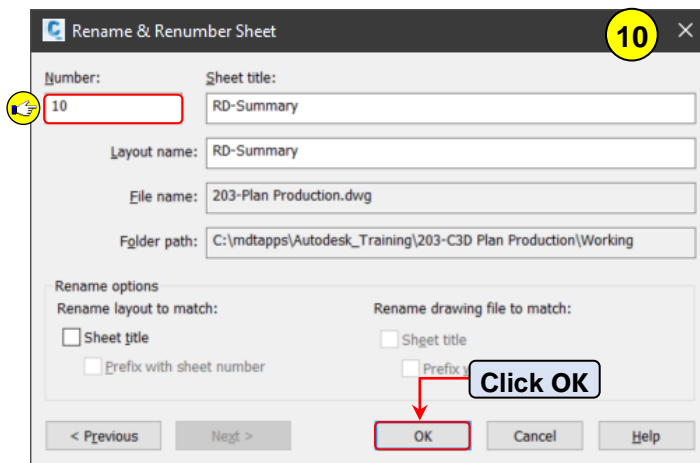 Rename & Renumber Sheet
10
Number: Sheet title:
10 RD-Summary
Layout name: RD-Summary
File name: 203-Plan Production.dwg
Folder path: C:\mdtapps\Autodesk_Training\203-C3D Plan Production\Working
Rename options
Rename layout to match: Rename drawing file to match:
Sheet title Sheet title
Prefix with sheet number Prefix
Click OK
< Previous Next > OK Cancel Help